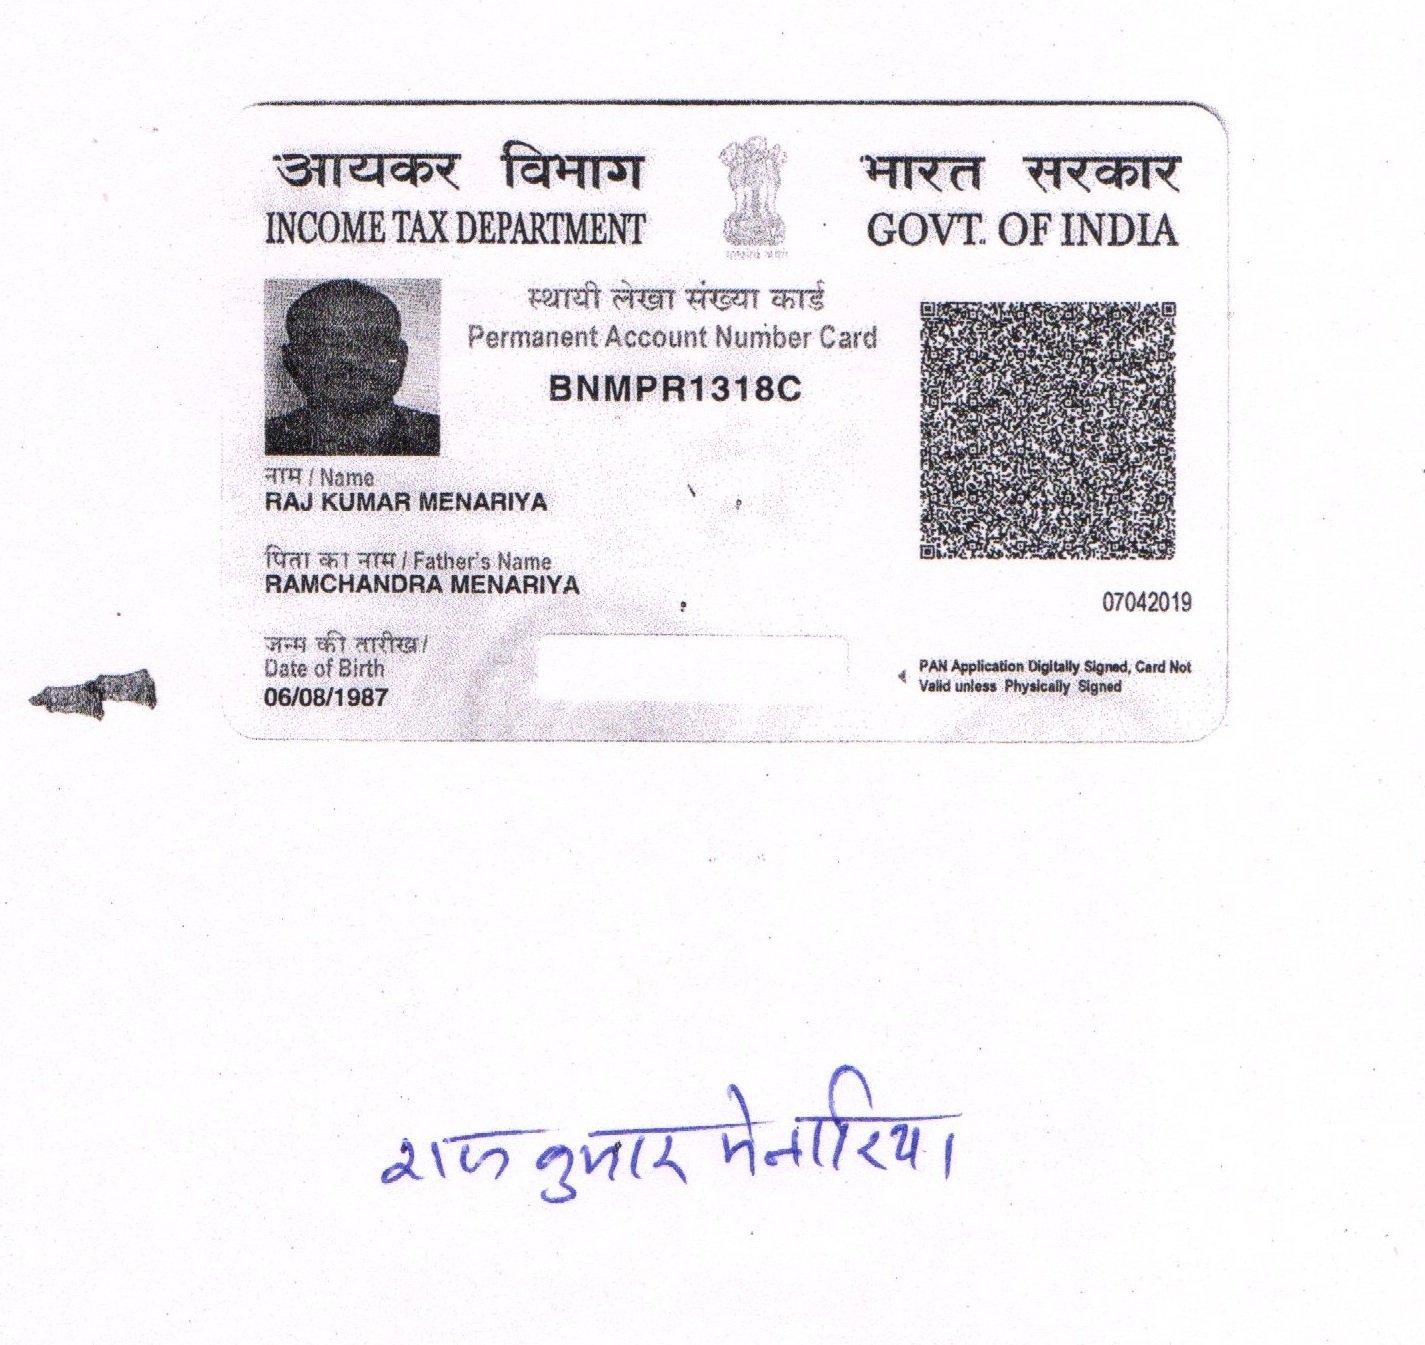 आयकर विभाग
INCOME TAX DEPARTMENT
भारत सरकार
GOVT. OF INDIA
स्थायी लेखा संख्या कार्ड
Permanent Account Number Card
BNMPR1318C
नाम / Name
RAJ KUMAR MENARIYA
पिता का नाम / Father's Name
RAMCHANDRA MENARIYA
जन्म की तारीख /
Date of Birth
06/08/1987
07042019
PAN Application Digitally Signed, Card Not
Valid unless Physically Signed
राज कुमार मेनारिया